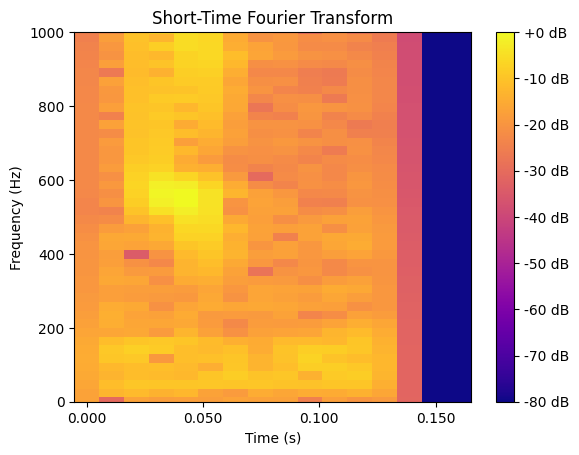 Short-Time Fourier Transform
1000
800
600
400
200
0
Frequency (Hz)
0.000
0.050
0.100
0.150
Time (s)
+0 dB
-10 dB
-20 dB
-30 dB
-40 dB
-50 dB
-60 dB
-70 dB
-80 dB